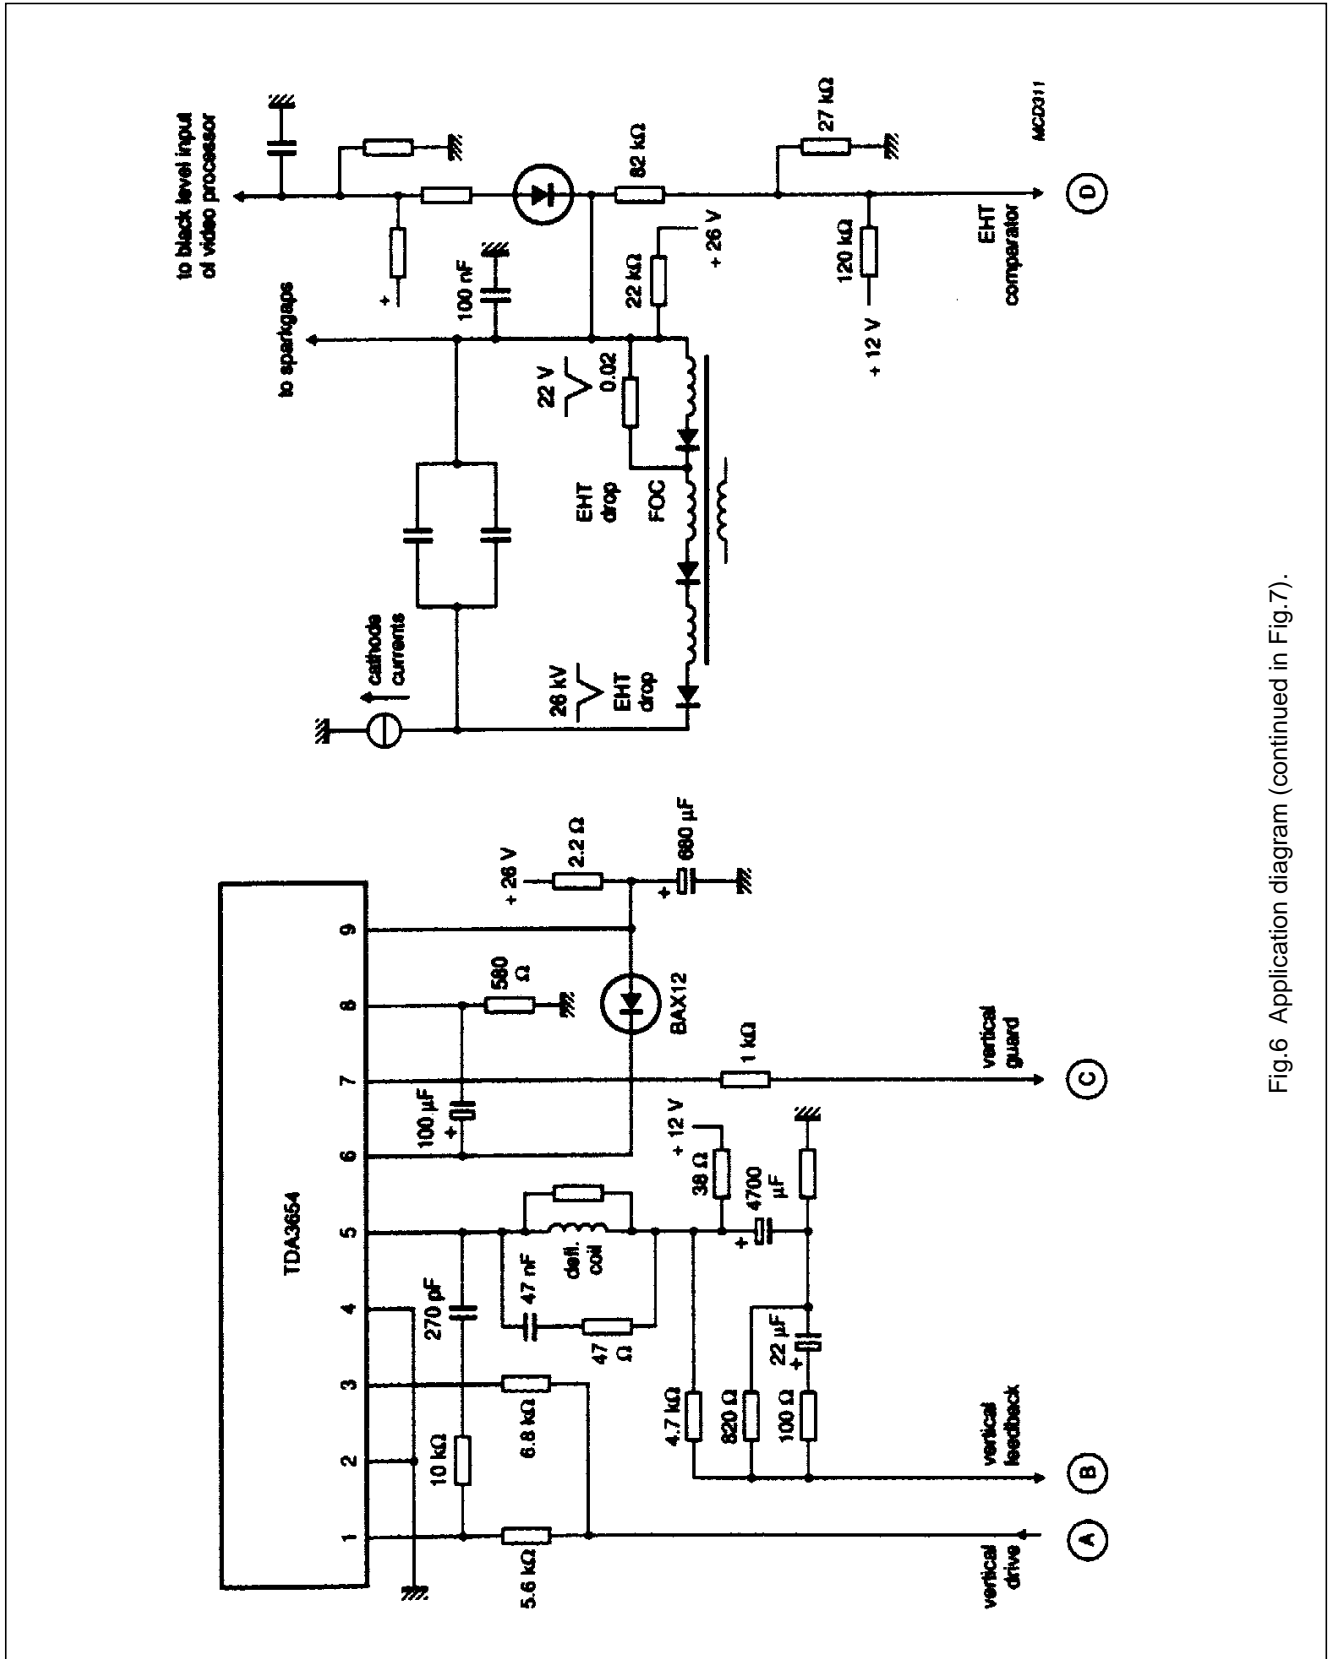 to black level input
of video processor
+
to sparkgaps
100 nF
82 kΩ
27 kΩ
MCD311
22 kΩ
+ 26 V
120 kΩ
+ 12 V
EHT
comparator
D
22 V
0.02
EHT
drop
FOC
cathode
currents
26 kV
EHT
drop
TDA3654
9
8
7
6
5
4
3
2
1
+ 26 V
2.2 Ω
+
680 μF
560
Ω
BAX12
100 μF
+
1 kΩ
vertical
guard
C
+ 12 V
38 Ω
4700
μF
+
defl.
coil
47 nF
47
Ω
270 pF
22 μF
+
4.7 kΩ
820 Ω
100 Ω
10 kΩ
6.8 kΩ
5.6 kΩ
vertical
feedback
B
vertical
drive
A
Fig.6 Application diagram (continued in Fig.7).